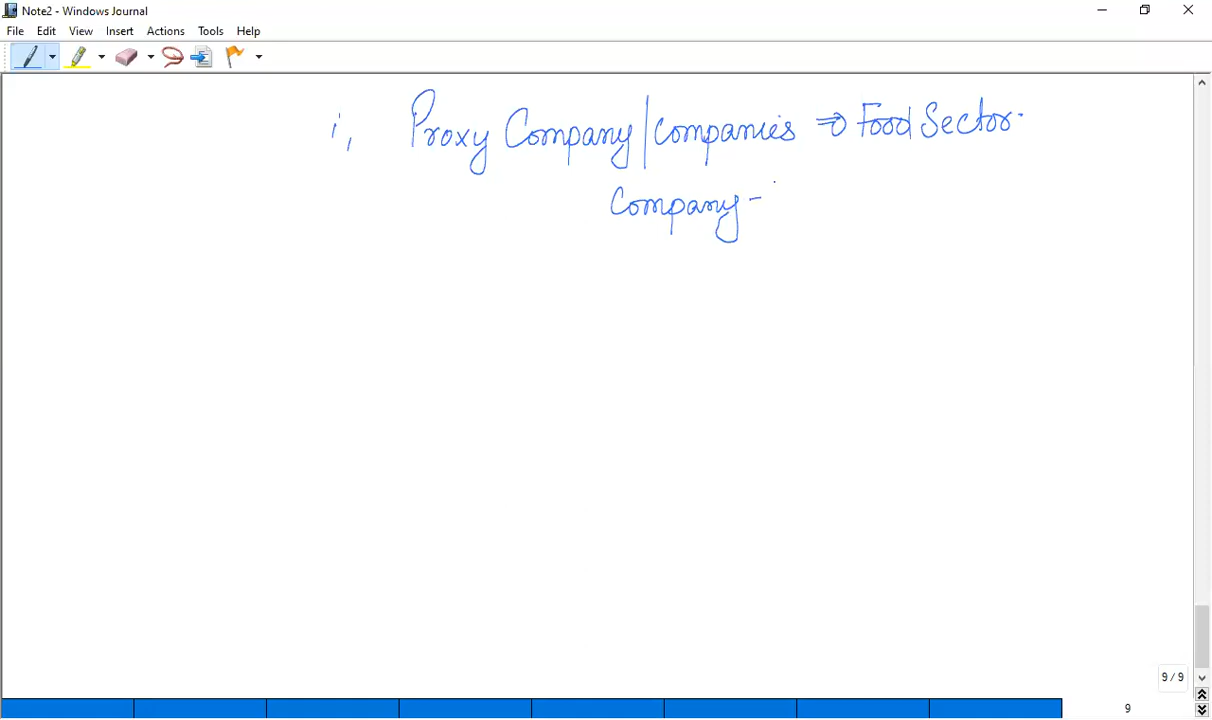 Note2 - Windows Journal
File Edit View Insert Actions Tools Help
i, Proxy Company/companies ⇒ Food Sector.
Company -
9 / 9
9